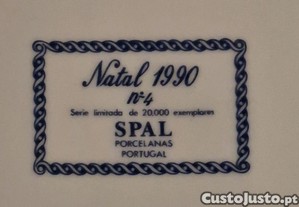 Natal 1990
nº4
Serie limitada de 20,000 exemplares
SPAL
PORCELANAS
PORTUGAL
CustoJusto.pt